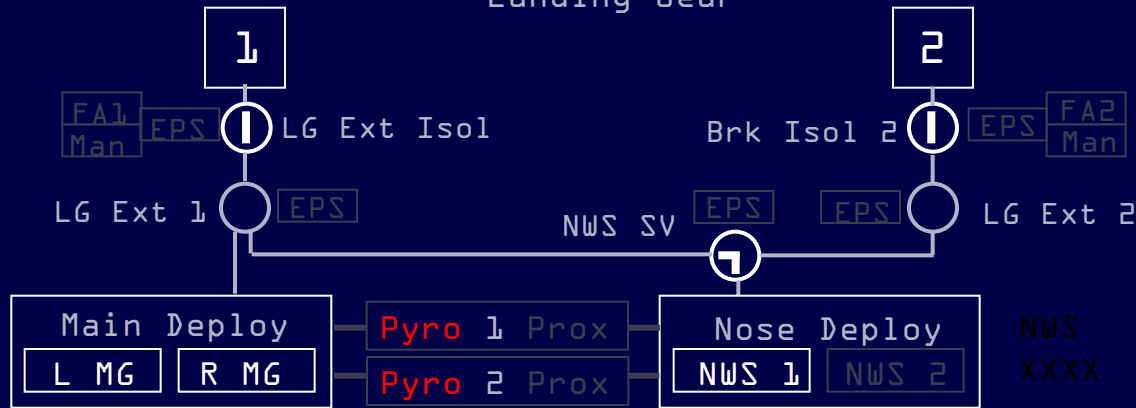 Landing Gear
1 2
FA1 EPS LG Ext Isol Brk Isol 2 EPS FA2
Man Man
LG Ext 1 EPS NWS SV EPS EPS LG Ext 2
Main Deploy Pyro 1 Prox Nose Deploy NWS
L MG R MG Pyro 2 Prox NWS 1 NWS 2 XXXX